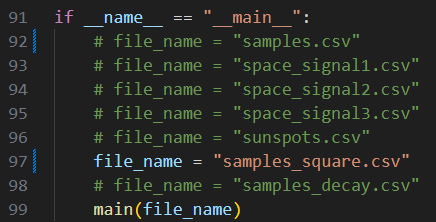 91 if __name__ == "__main__":
92     # file_name = "samples.csv"
93     # file_name = "space_signal1.csv"
94     # file_name = "space_signal2.csv"
95     # file_name = "space_signal3.csv"
96     # file_name = "sunspots.csv"
97     file_name = "samples_square.csv"
98     # file_name = "samples_decay.csv"
99     main(file_name)